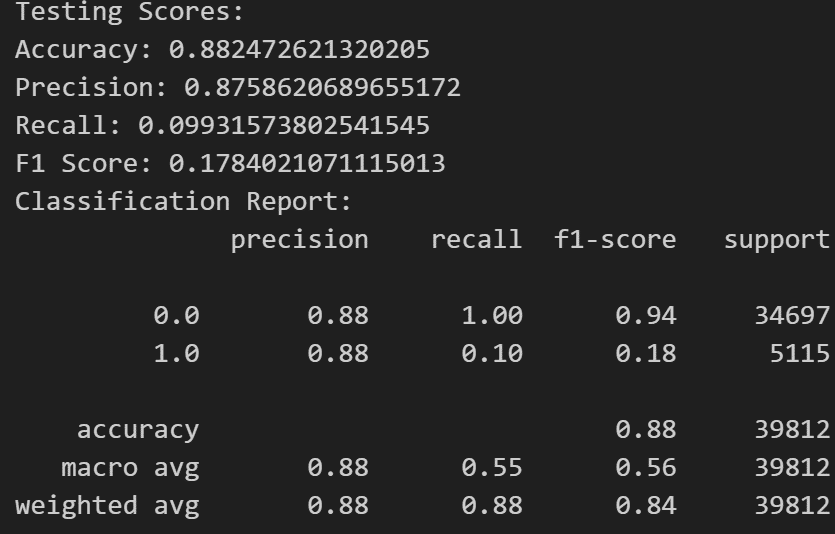 Testing Scores:
Accuracy: 0.882472621320205
Precision: 0.8758620689655172
Recall: 0.09931573802541545
F1 Score: 0.1784021071115013
Classification Report:
precision recall f1-score support
0.0 0.88 1.00 0.94 34697
1.0 0.88 0.10 0.18 5115
accuracy 0.88 39812
macro avg 0.88 0.55 0.56 39812
weighted avg 0.88 0.88 0.84 39812